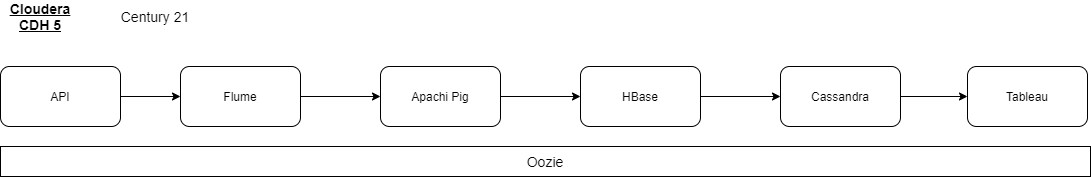 Cloudera
CDH 5
Century 21
API
Flume
Apachi Pig
HBase
Cassandra
Tableau
Oozie